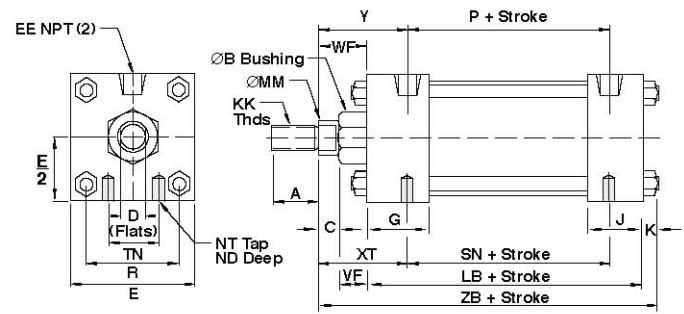 Y
P + Stroke
EE NPT (2)
WF
ØB Bushing
ØMM
KK
Thds
E
2
A
D
(Flats)
C
G
J
K
NT Tap
ND Deep
TN
XT
SN + Stroke
R
VF
LB + Stroke
E
ZB + Stroke